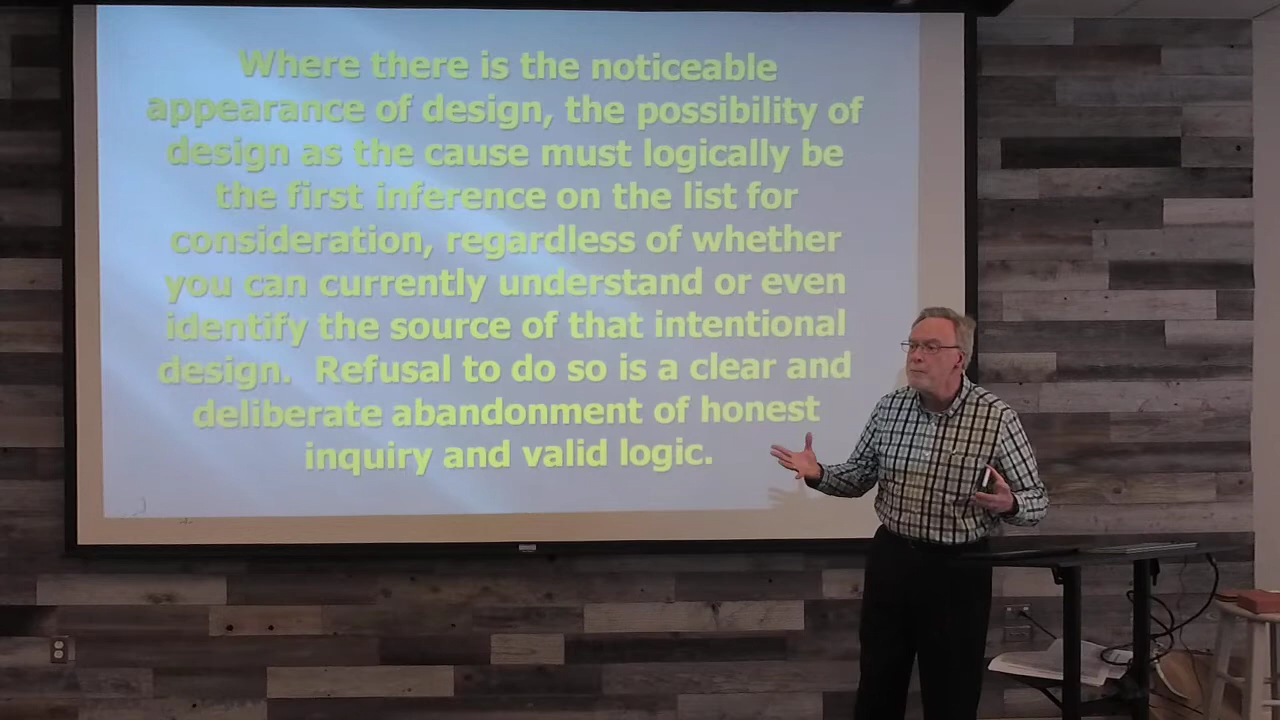 Where there is the noticeable
appearance of design, the possibility of
design as the cause must logically be
the first inference on the list for
consideration, regardless of whether
you can currently understand or even
identify the source of that intentional
design.  Refusal to do so is a clear and
deliberate abandonment of honest
inquiry and valid logic.